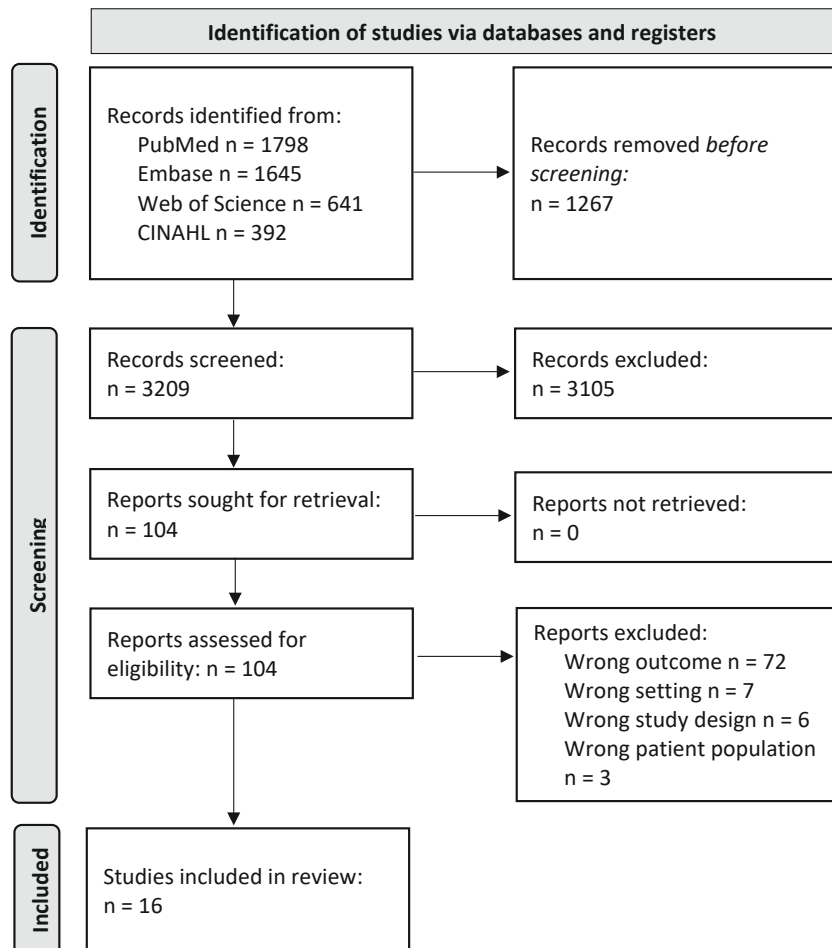 Identification of studies via databases and registers
Identification
Records identified from:
PubMed n = 1798
Embase n = 1645
Web of Science n = 641
CINAHL n = 392
Records removed before
screening:
n = 1267
Screening
Records screened:
n = 3209
Records excluded:
n = 3105
Reports sought for retrieval:
n = 104
Reports not retrieved:
n = 0
Reports assessed for
eligibility: n = 104
Reports excluded:
Wrong outcome n = 72
Wrong setting n = 7
Wrong study design n = 6
Wrong patient population
n = 3
Included
Studies included in review:
n = 16